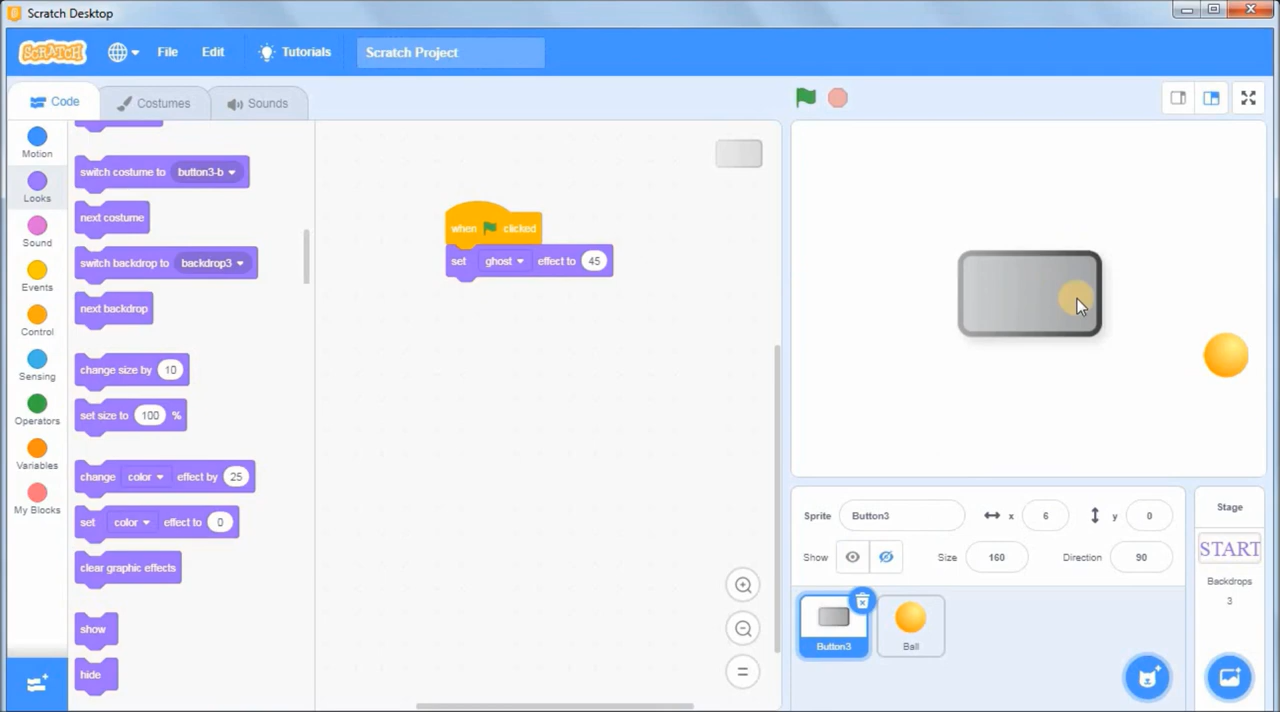 Scratch Desktop
SCRATCH File Edit Tutorials Scratch Project
Code Costumes Sounds
Motion
Looks
Sound
Events
Control
Sensing
Operators
Variables
My Blocks
switch costume to button3-b
next costume
switch backdrop to backdrop3
next backdrop
change size by 10
set size to 100 %
change color effect by 25
set color effect to 0
clear graphic effects
show
hide
when clicked
set ghost effect to 45
Sprite Button3 x 6 y 0
Show Size 160 Direction 90
Button3 Ball
Stage
START
Backdrops
3